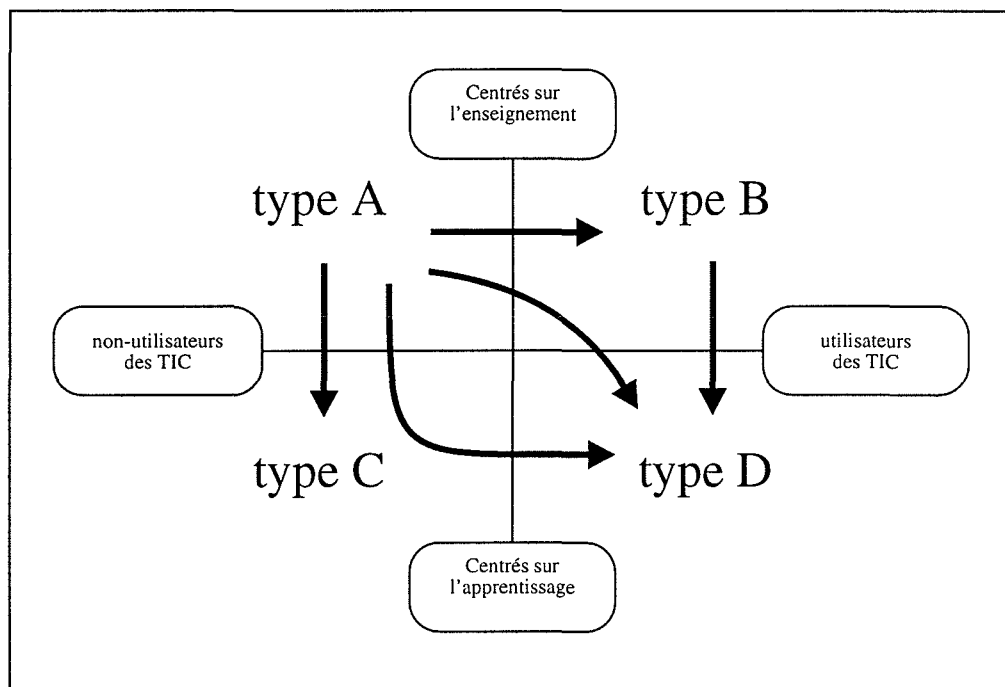 Centrés sur
l'enseignement
type A
type B
non-utilisateurs
des TIC
utilisateurs
des TIC
type C
type D
Centrés sur
l'apprentissage